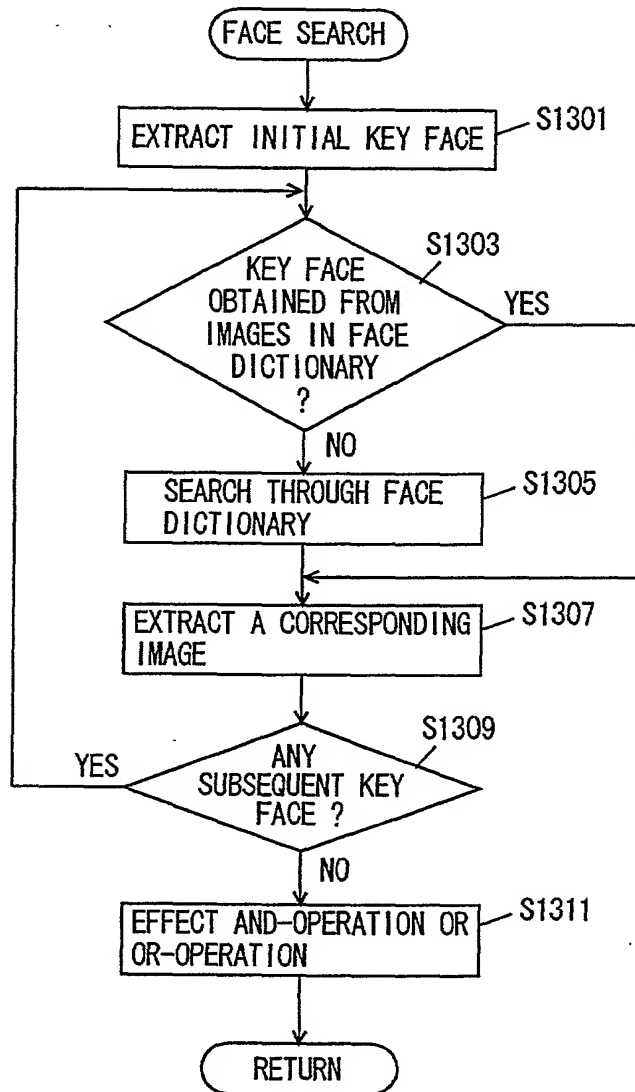 FACE SEARCH
EXTRACT INITIAL KEY FACE
S1301
S1303
KEY FACE
OBTAINED FROM
IMAGES IN FACE
DICTIONARY
?
YES
NO
SEARCH THROUGH FACE
DICTIONARY
S1305
EXTRACT A CORRESPONDING
IMAGE
S1307
S1309
ANY
SUBSEQUENT KEY
FACE ?
YES
NO
EFFECT AND-OPERATION OR
OR-OPERATION
S1311
RETURN